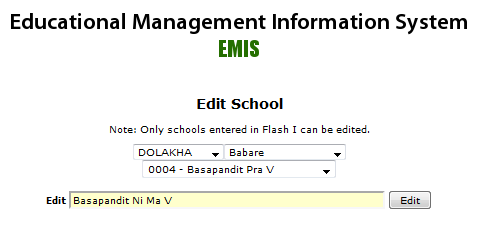 Educational Management Information System
EMIS
Edit School
Note: Only schools entered in Flash I can be edited.
DOLAKHA Babare
0004 - Basapandit Pra V
Edit Basapandit Ni Ma V Edit